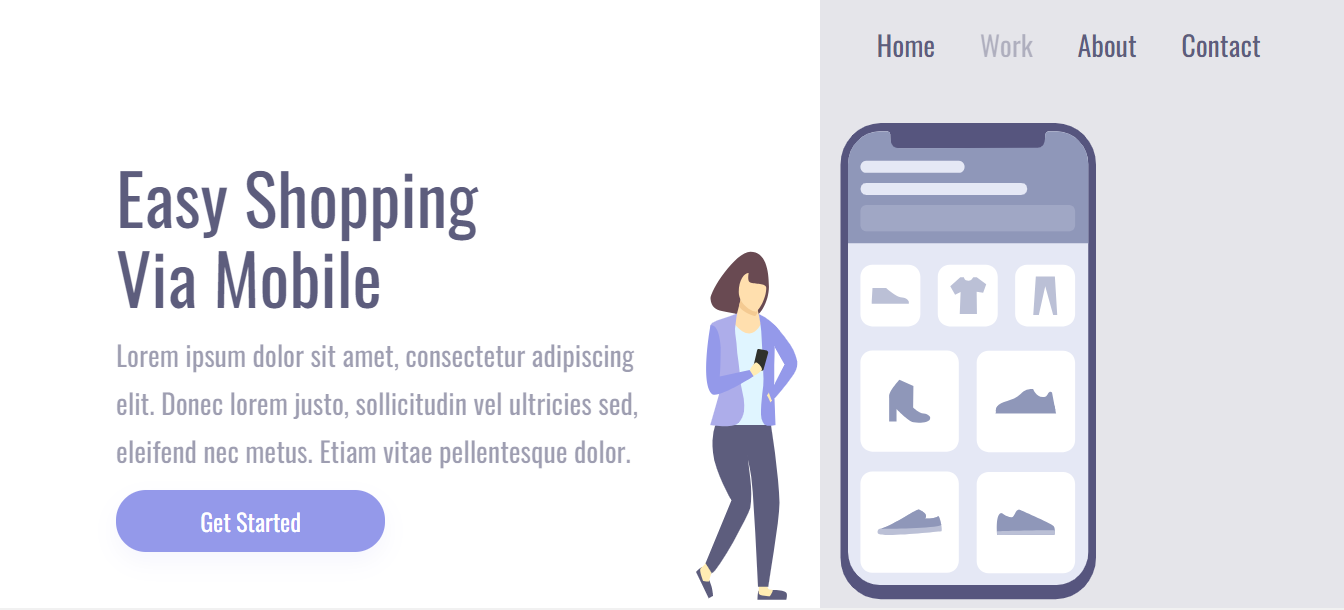 Home Work About Contact
Easy Shopping
Via Mobile
Lorem ipsum dolor sit amet, consectetur adipiscing
elit. Donec lorem justo, sollicitudin vel ultricies sed,
eleifend nec metus. Etiam vitae pellentesque dolor.
Get Started